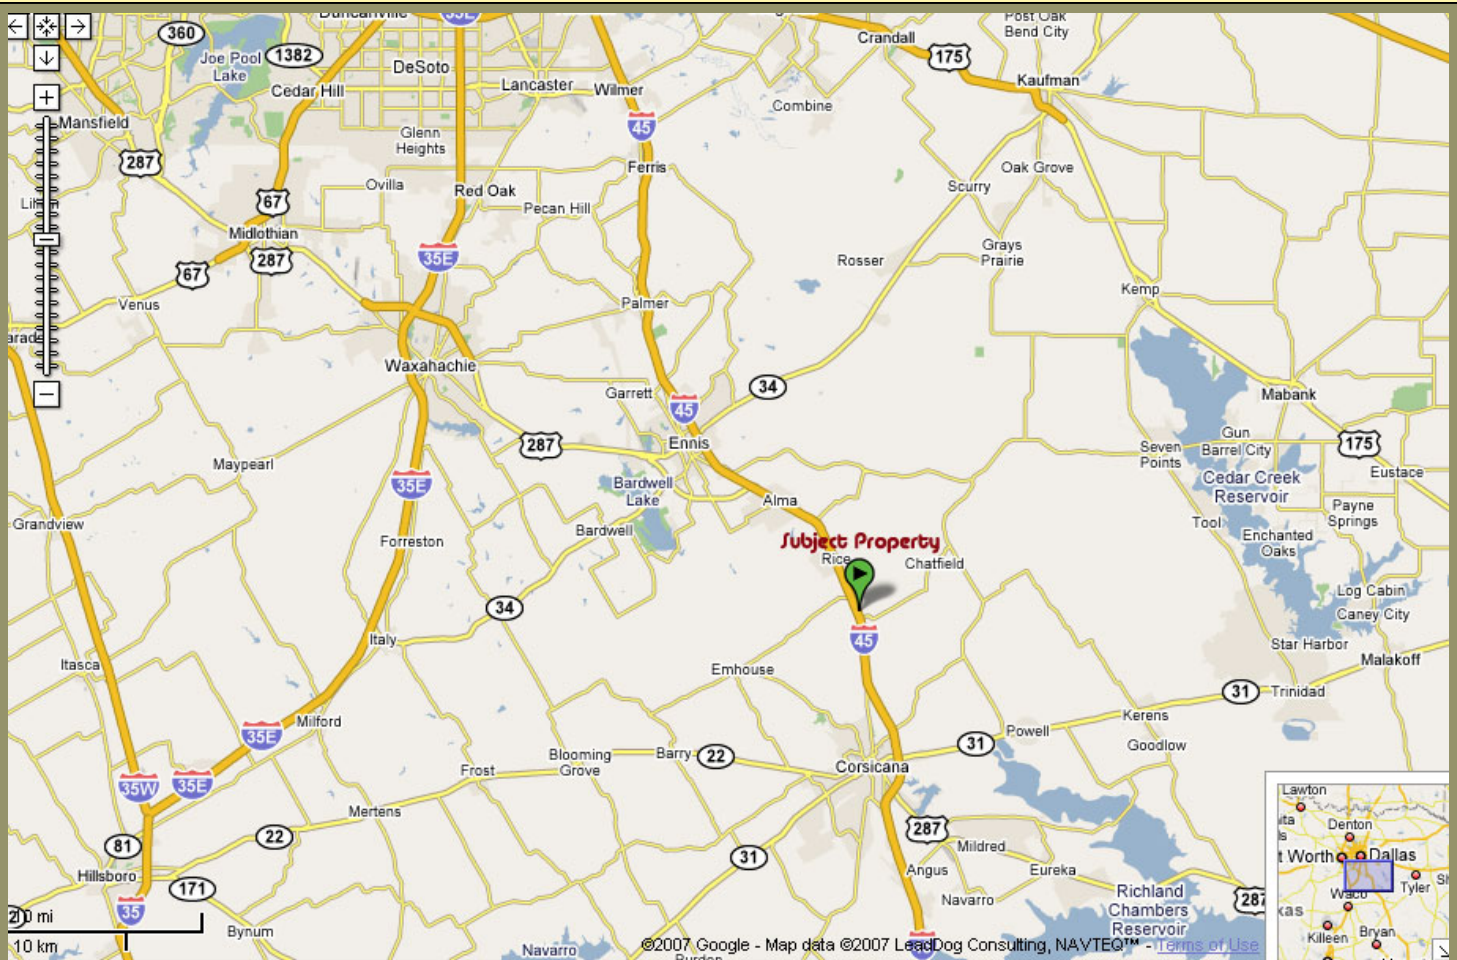 Duncanville
35E
Post Oak
Bend City
360
Crandall
175
Joe Pool
Lake
1382
DeSoto
Kaufman
Cedar Hill
Lancaster
Wilmer
Combine
Mansfield
45
Glenn
Heights
287
Ferris
Oak Grove
Ovilla
Red Oak
Scurry
67
Pecan Hill
Midlothian
Grays
Prairie
35E
287
Rosser
67
Kemp
Venus
Palmer
Waxahachie
34
Garrett
Mabank
45
Gun
Barrel City
Ennis
287
175
Seven
Points
Maypearl
Eustace
Cedar Creek
Reservoir
35E
Bardwell
Lake
Alma
Payne
Springs
Grandview
Tool
Bardwell
Forreston
Subject Property
Enchanted
Oaks
Rice
Chatfield
Log Cabin
34
Caney City
Italy
45
Star Harbor
Itasca
Emhouse
Malakoff
31
Trinidad
Milford
Kerens
35E
Powell
31
Goodlow
Blooming
Grove
Barry
22
Corsicana
Frost
35W
35E
Lawton
Mertens
Denton
287
22
81
Mildred
t Worth
Dallas
31
Angus
Eureka
Hillsboro
171
Tyler
Richland
Chambers
Reservoir
Waco
Navarro
287
35
xas
Bynum
Killeen
Bryan
10 km
Navarro
©2007 Google - Map data ©2007 LeadDog Consulting, NAVTEQ™ - Terms of Use